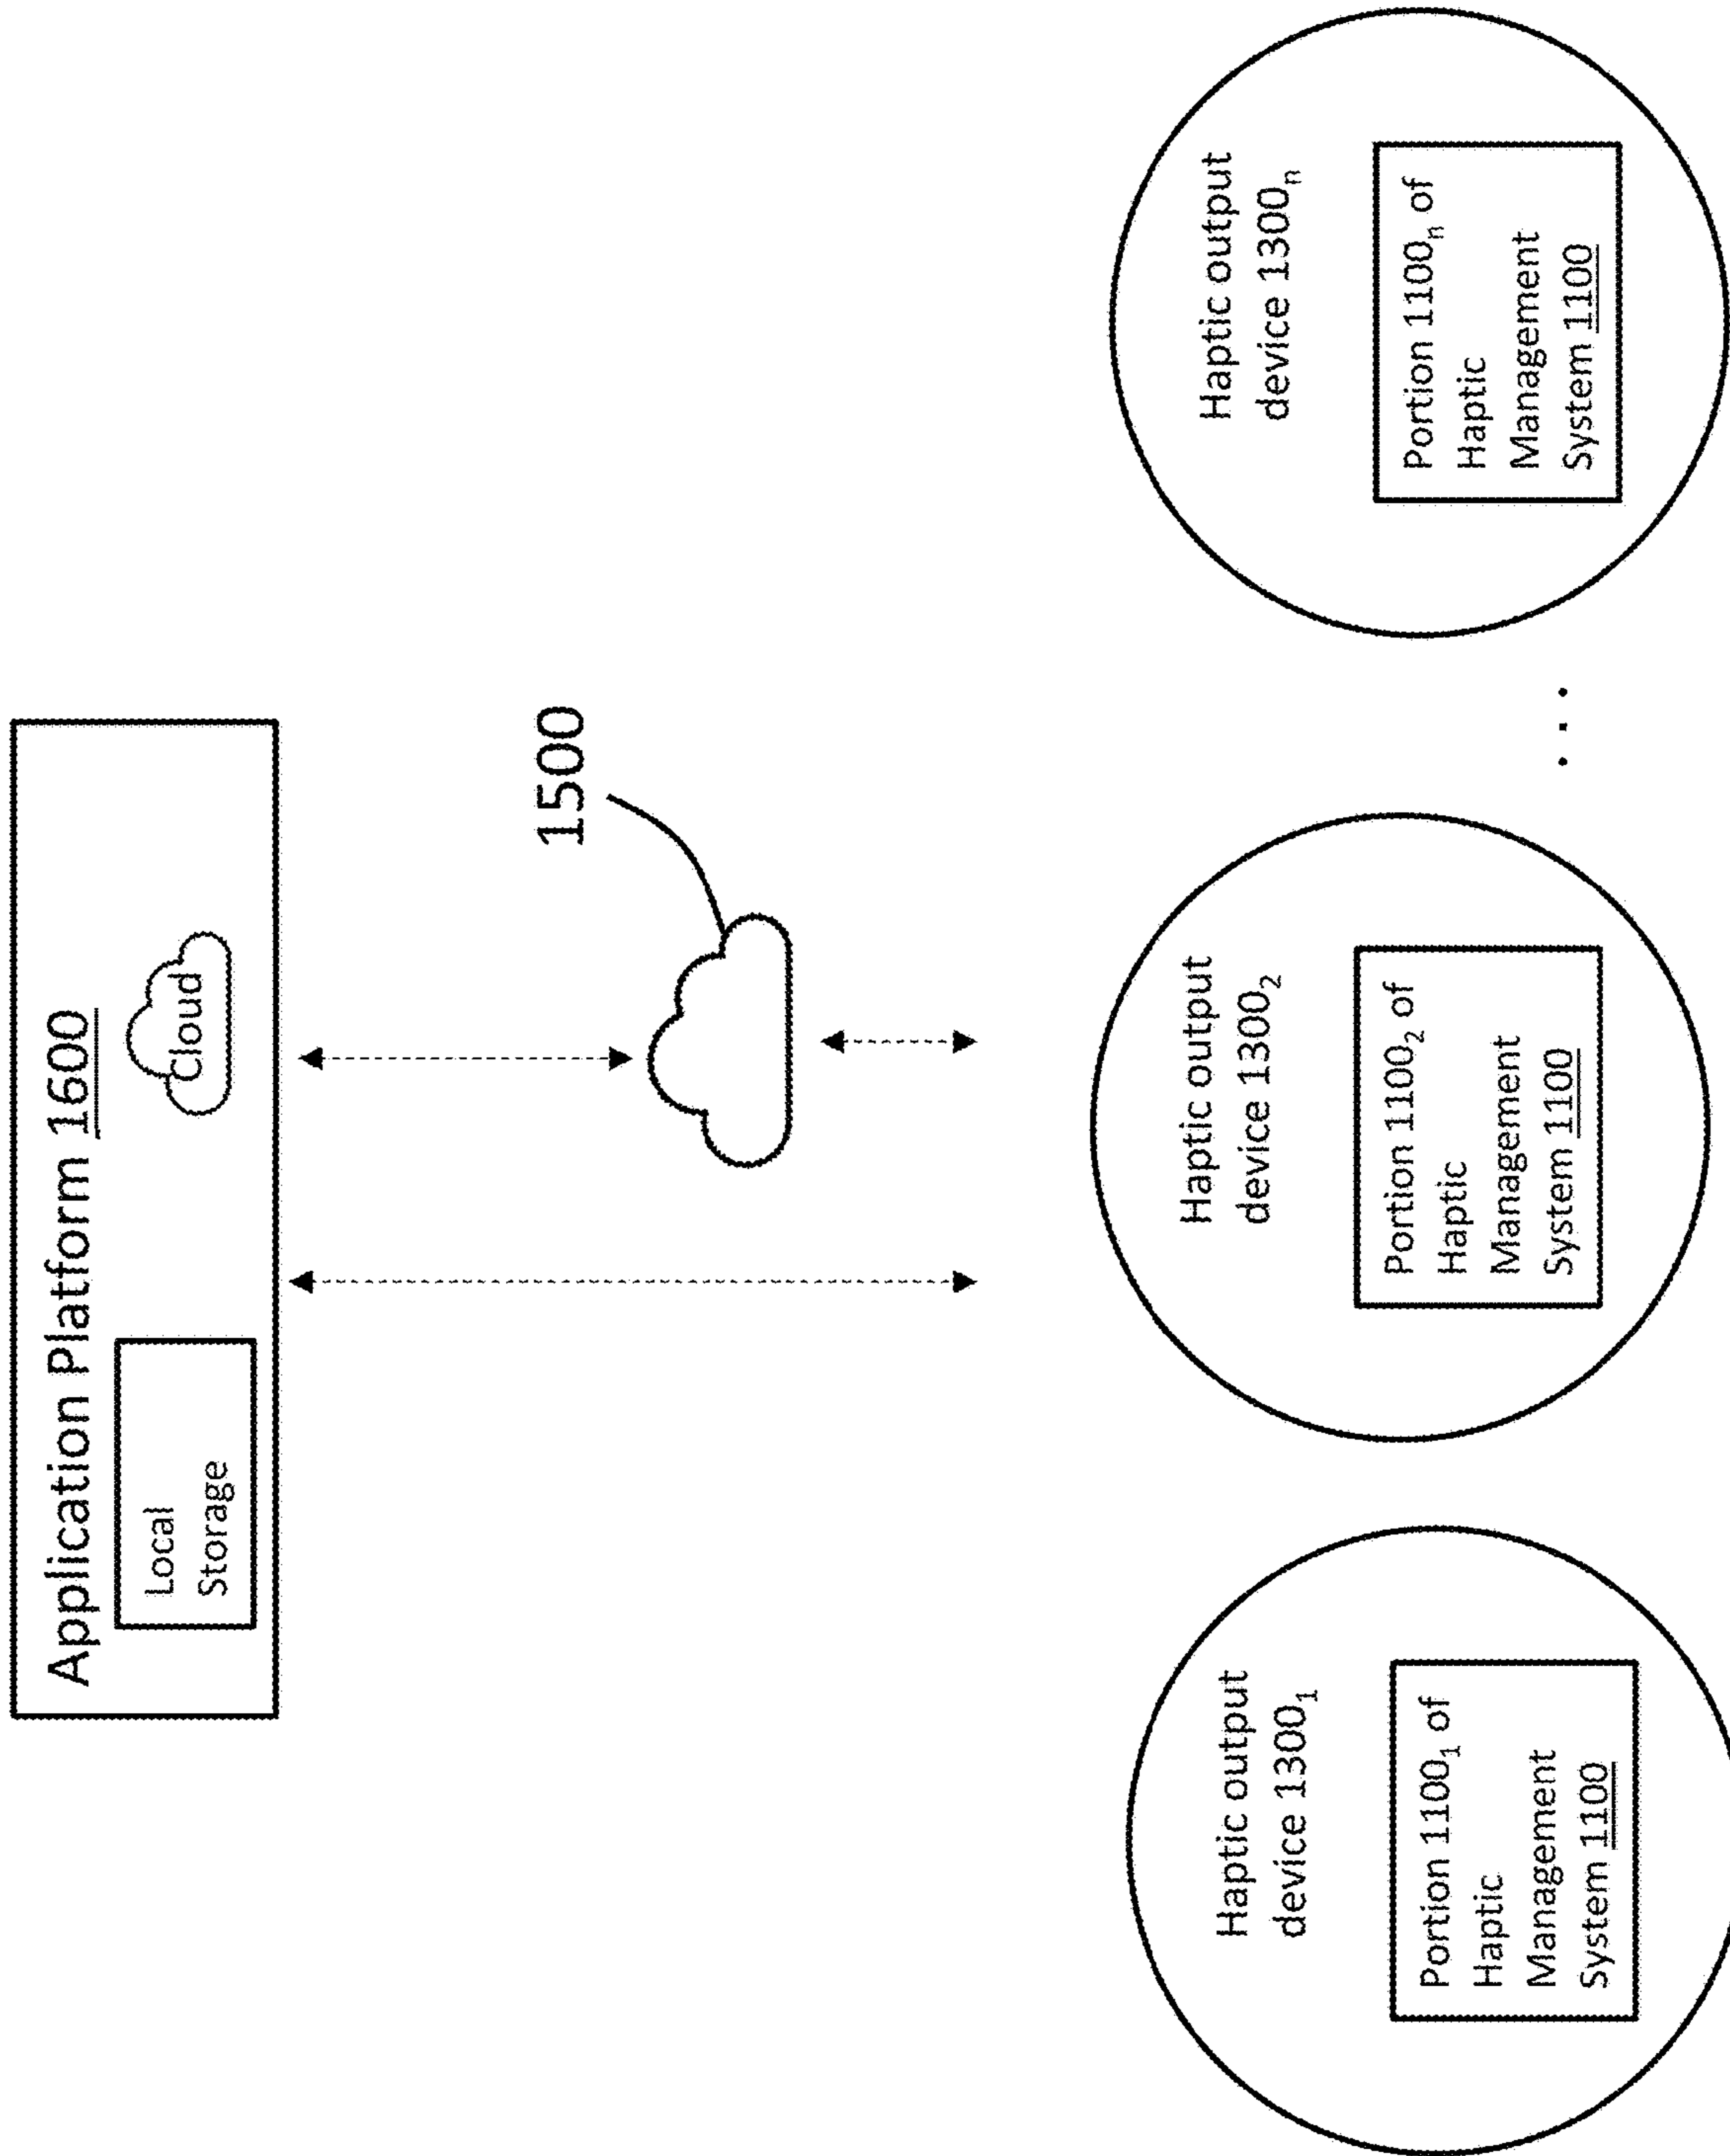 Application Platform 1600
Local
Storage
Cloud
1500
Haptic output
device 1300₁
Portion 1100₁ of
Haptic
Management
System 1100
Haptic output
device 1300₂
Portion 1100₂ of
Haptic
Management
System 1100
. . .
Haptic output
device 1300ₙ
Portion 1100ₙ of
Haptic
Management
System 1100